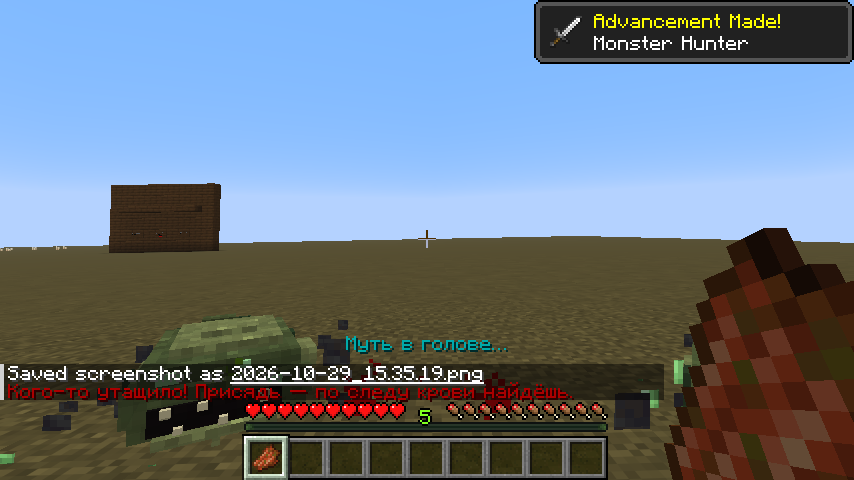 Advancement Made!
Monster Hunter
Муть в голове...
Saved screenshot as 2026-10-29_15.35.19.png
Кого-то утащило! Присядь — по следу крови найдёшь.
5